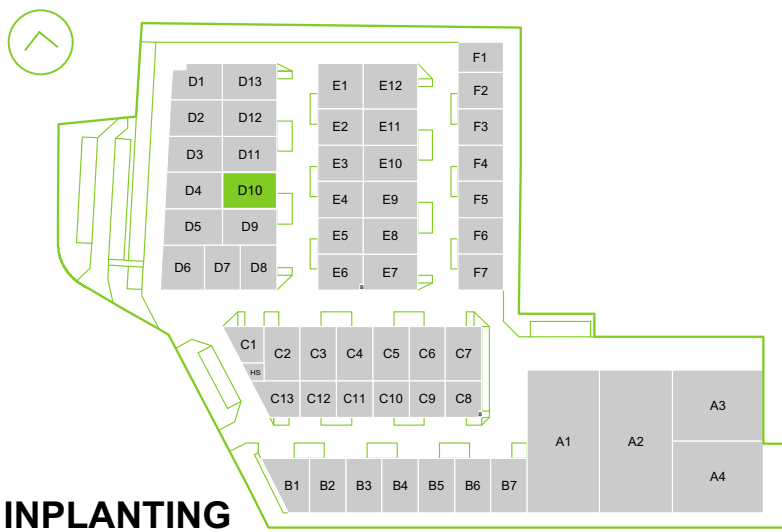 F1
D1 D13 E1 E12 F2
D2 D12 E2 E11 F3
D3 D11 E3 E10 F4
D4 D10 E4 E9 F5
D5 D9 E5 E8 F6
D6 D7 D8 E6 E7 F7
B
C1 C2 C3 C4 C5 C6 C7
HS
C13 C12 C11 C10 C9 C8
B
A1 A2 A3
A4
B1 B2 B3 B4 B5 B6 B7
INPLANTING